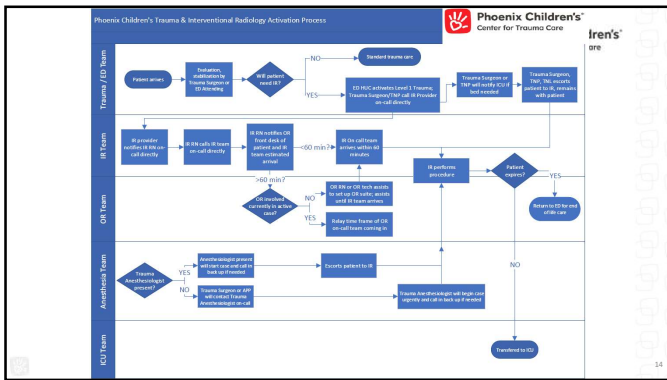 Phoenix Children's Trauma & Interventional Radiology Activation Process
Phoenix Children's®
Center for Trauma Care
dren's®
are
Trauma / ED Team
Patient arrives
Evaluation,
stabilization by
Trauma Surgeon or
ED Attending
Will patient
need IR?
NO
Standard trauma care
YES
ED HUC activates Level 1 Trauma;
Trauma Surgeon/TNP call IR Provider
on-call directly
Trauma Surgeon or
TNP will notify ICU if
bed needed
Trauma Surgeon,
TNP, TNL escorts
patient to IR, remains
with patient
IR Team
IR provider
notifies IR RN on-
call directly
IR RN calls IR team
on-call directly
IR RN notifies OR
front desk of
patient and IR
team estimated
arrival
<60 min?
IR On call team
arrives within 60
minutes
IR performs
procedure
Patient
expires?
YES
Return to ED for end
of life care
>60 min?
OR Team
OR involved
currently in active
case?
NO
OR RN or OR tech assists
to set up OR suite; assists
until IR team arrives
YES
Relay time frame of OR
on-call team coming in
Anesthesia Team
Trauma
Anesthesiologist
present?
YES
Anesthesiologist present
will start case and call in
back up if needed
Escorts patient to IR
NO
Trauma Surgeon or APP
will contact Trauma
Anesthesiologist on-call
Trauma Anesthesiologist will begin case
urgently and call in back up if needed
NO
ICU Team
Transferred to ICU
14